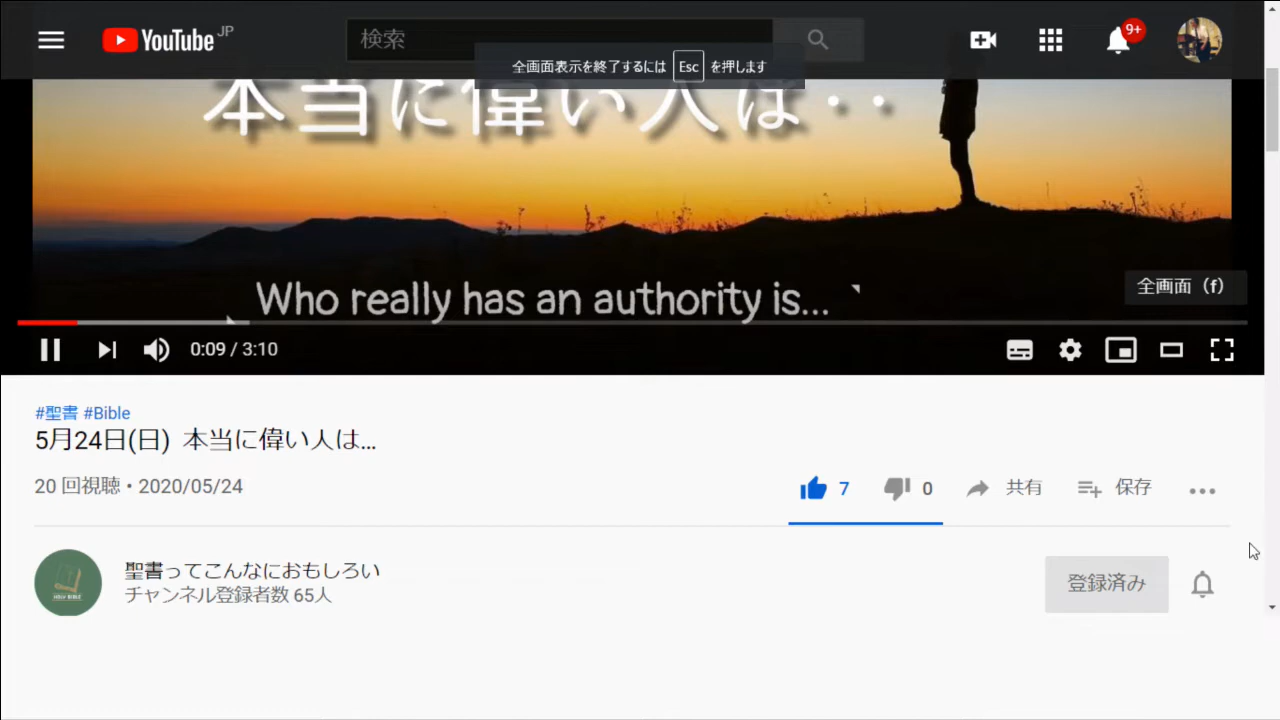 YouTube JP
検索
9+
全画面表示を終了するには Esc を押します
本当に偉い人は‥
Who really has an authority is...
全画面 (f)
0:09 / 3:10
#聖書 #Bible
5月24日(日) 本当に偉い人は...
20 回視聴・2020/05/24
7
0
共有
保存
HOLY BIBLE
聖書ってこんなにおもしろい
チャンネル登録者数 65人
登録済み